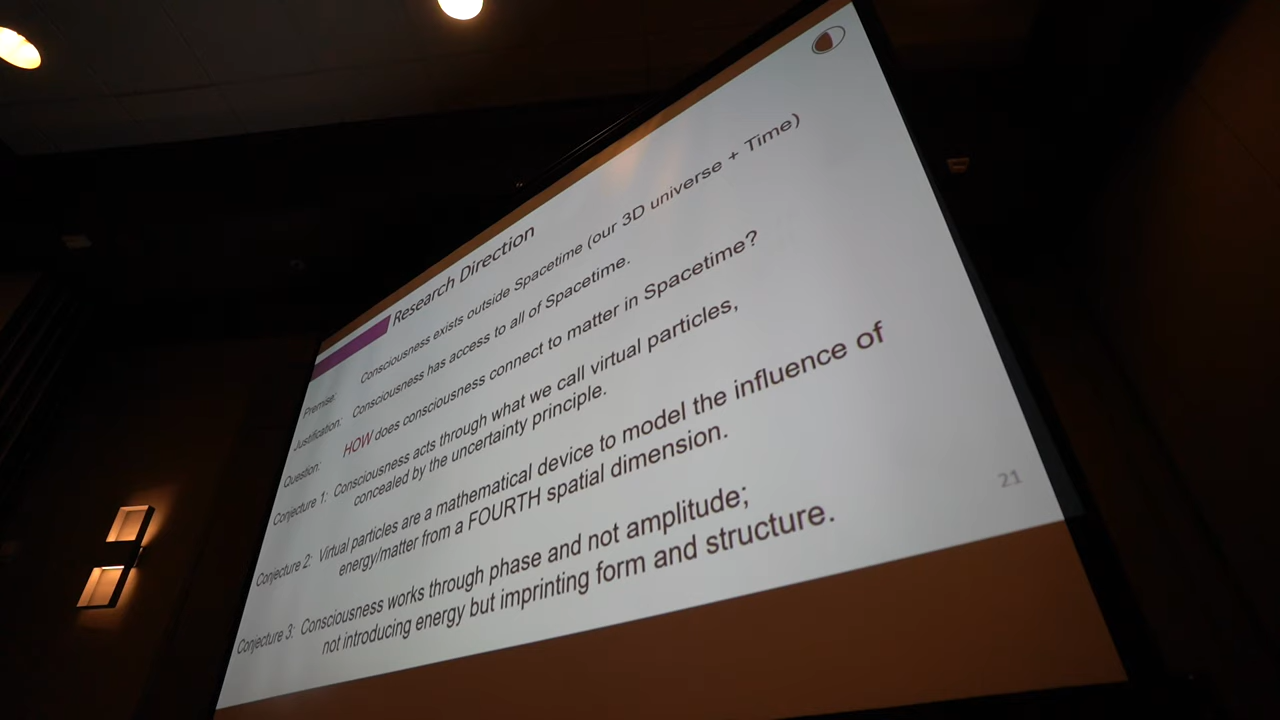 Research Direction
Premise: Consciousness exists outside Spacetime (our 3D universe + Time)
Justification: Consciousness has access to all of Spacetime.
Question: HOW does consciousness connect to matter in Spacetime?
Conjecture 1: Consciousness acts through what we call virtual particles,
concealed by the uncertainty principle.
Conjecture 2: Virtual particles are a mathematical device to model the influence of
energy/matter from a FOURTH spatial dimension.
Conjecture 3: Consciousness works through phase and not amplitude;
not introducing energy but imprinting form and structure.
21